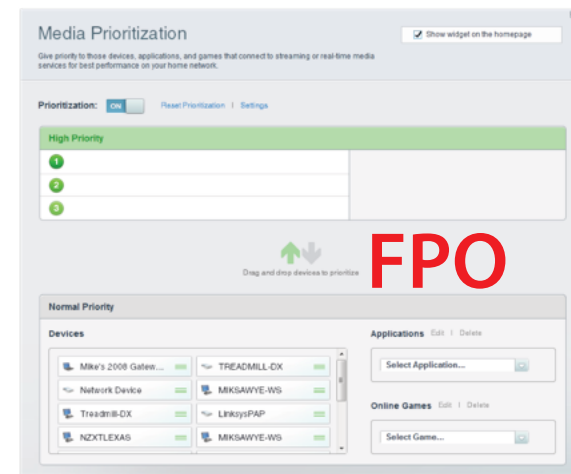 Media Prioritization
Show widget on the homepage
Give priority to those devices, applications, and games that connect to streaming or real-time media
services for best performance on your home network.
Prioritization: ON Reset Prioritization | Settings
High Priority
1
2
3
Drag and drop devices to prioritize
FPO
Normal Priority
Devices
Mike's 2008 Gatew...
TREADMILL-DX
Network Device
MIKSAWYE-WS
Treadmill-DX
LinksysPAP
NZXTLEXAS
MIKSAWYE-WS
Applications Edit | Delete
Select Application...
Online Games Edit | Delete
Select Game...